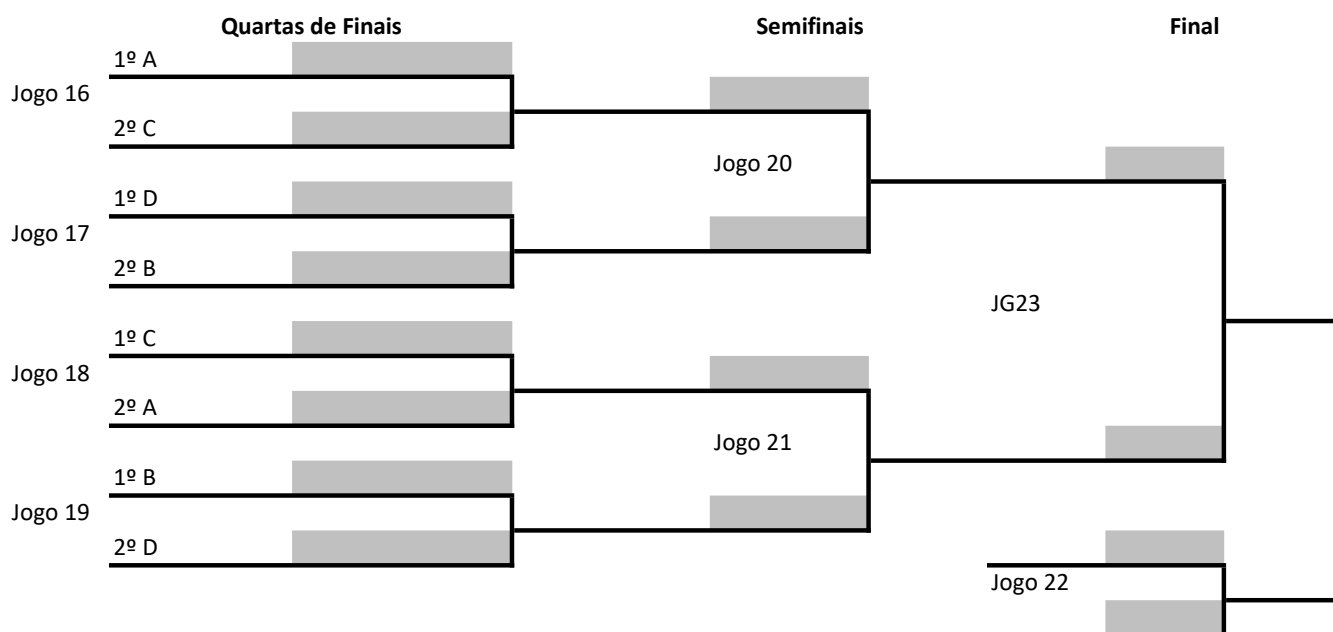 Quartas de Finais Semifinais Final
1º A
Jogo 16
2º C
1º D
Jogo 20
Jogo 17
2º B
JG23
1º C
Jogo 18
2º A
Jogo 21
1º B
Jogo 19
2º D
Jogo 22